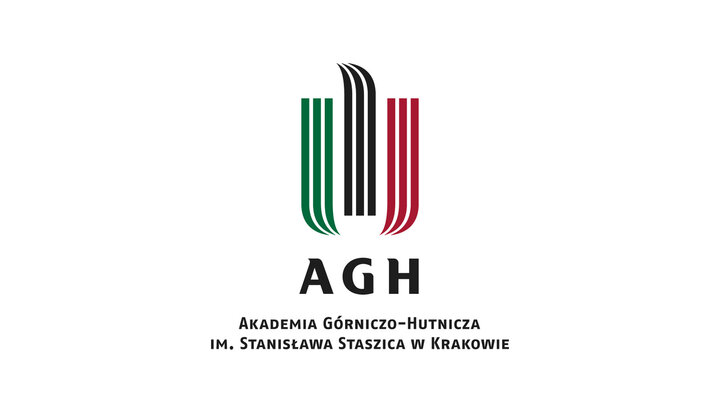 AGH
Akademia Górniczo-Hutnicza
im. Stanisława Staszica w Krakowie